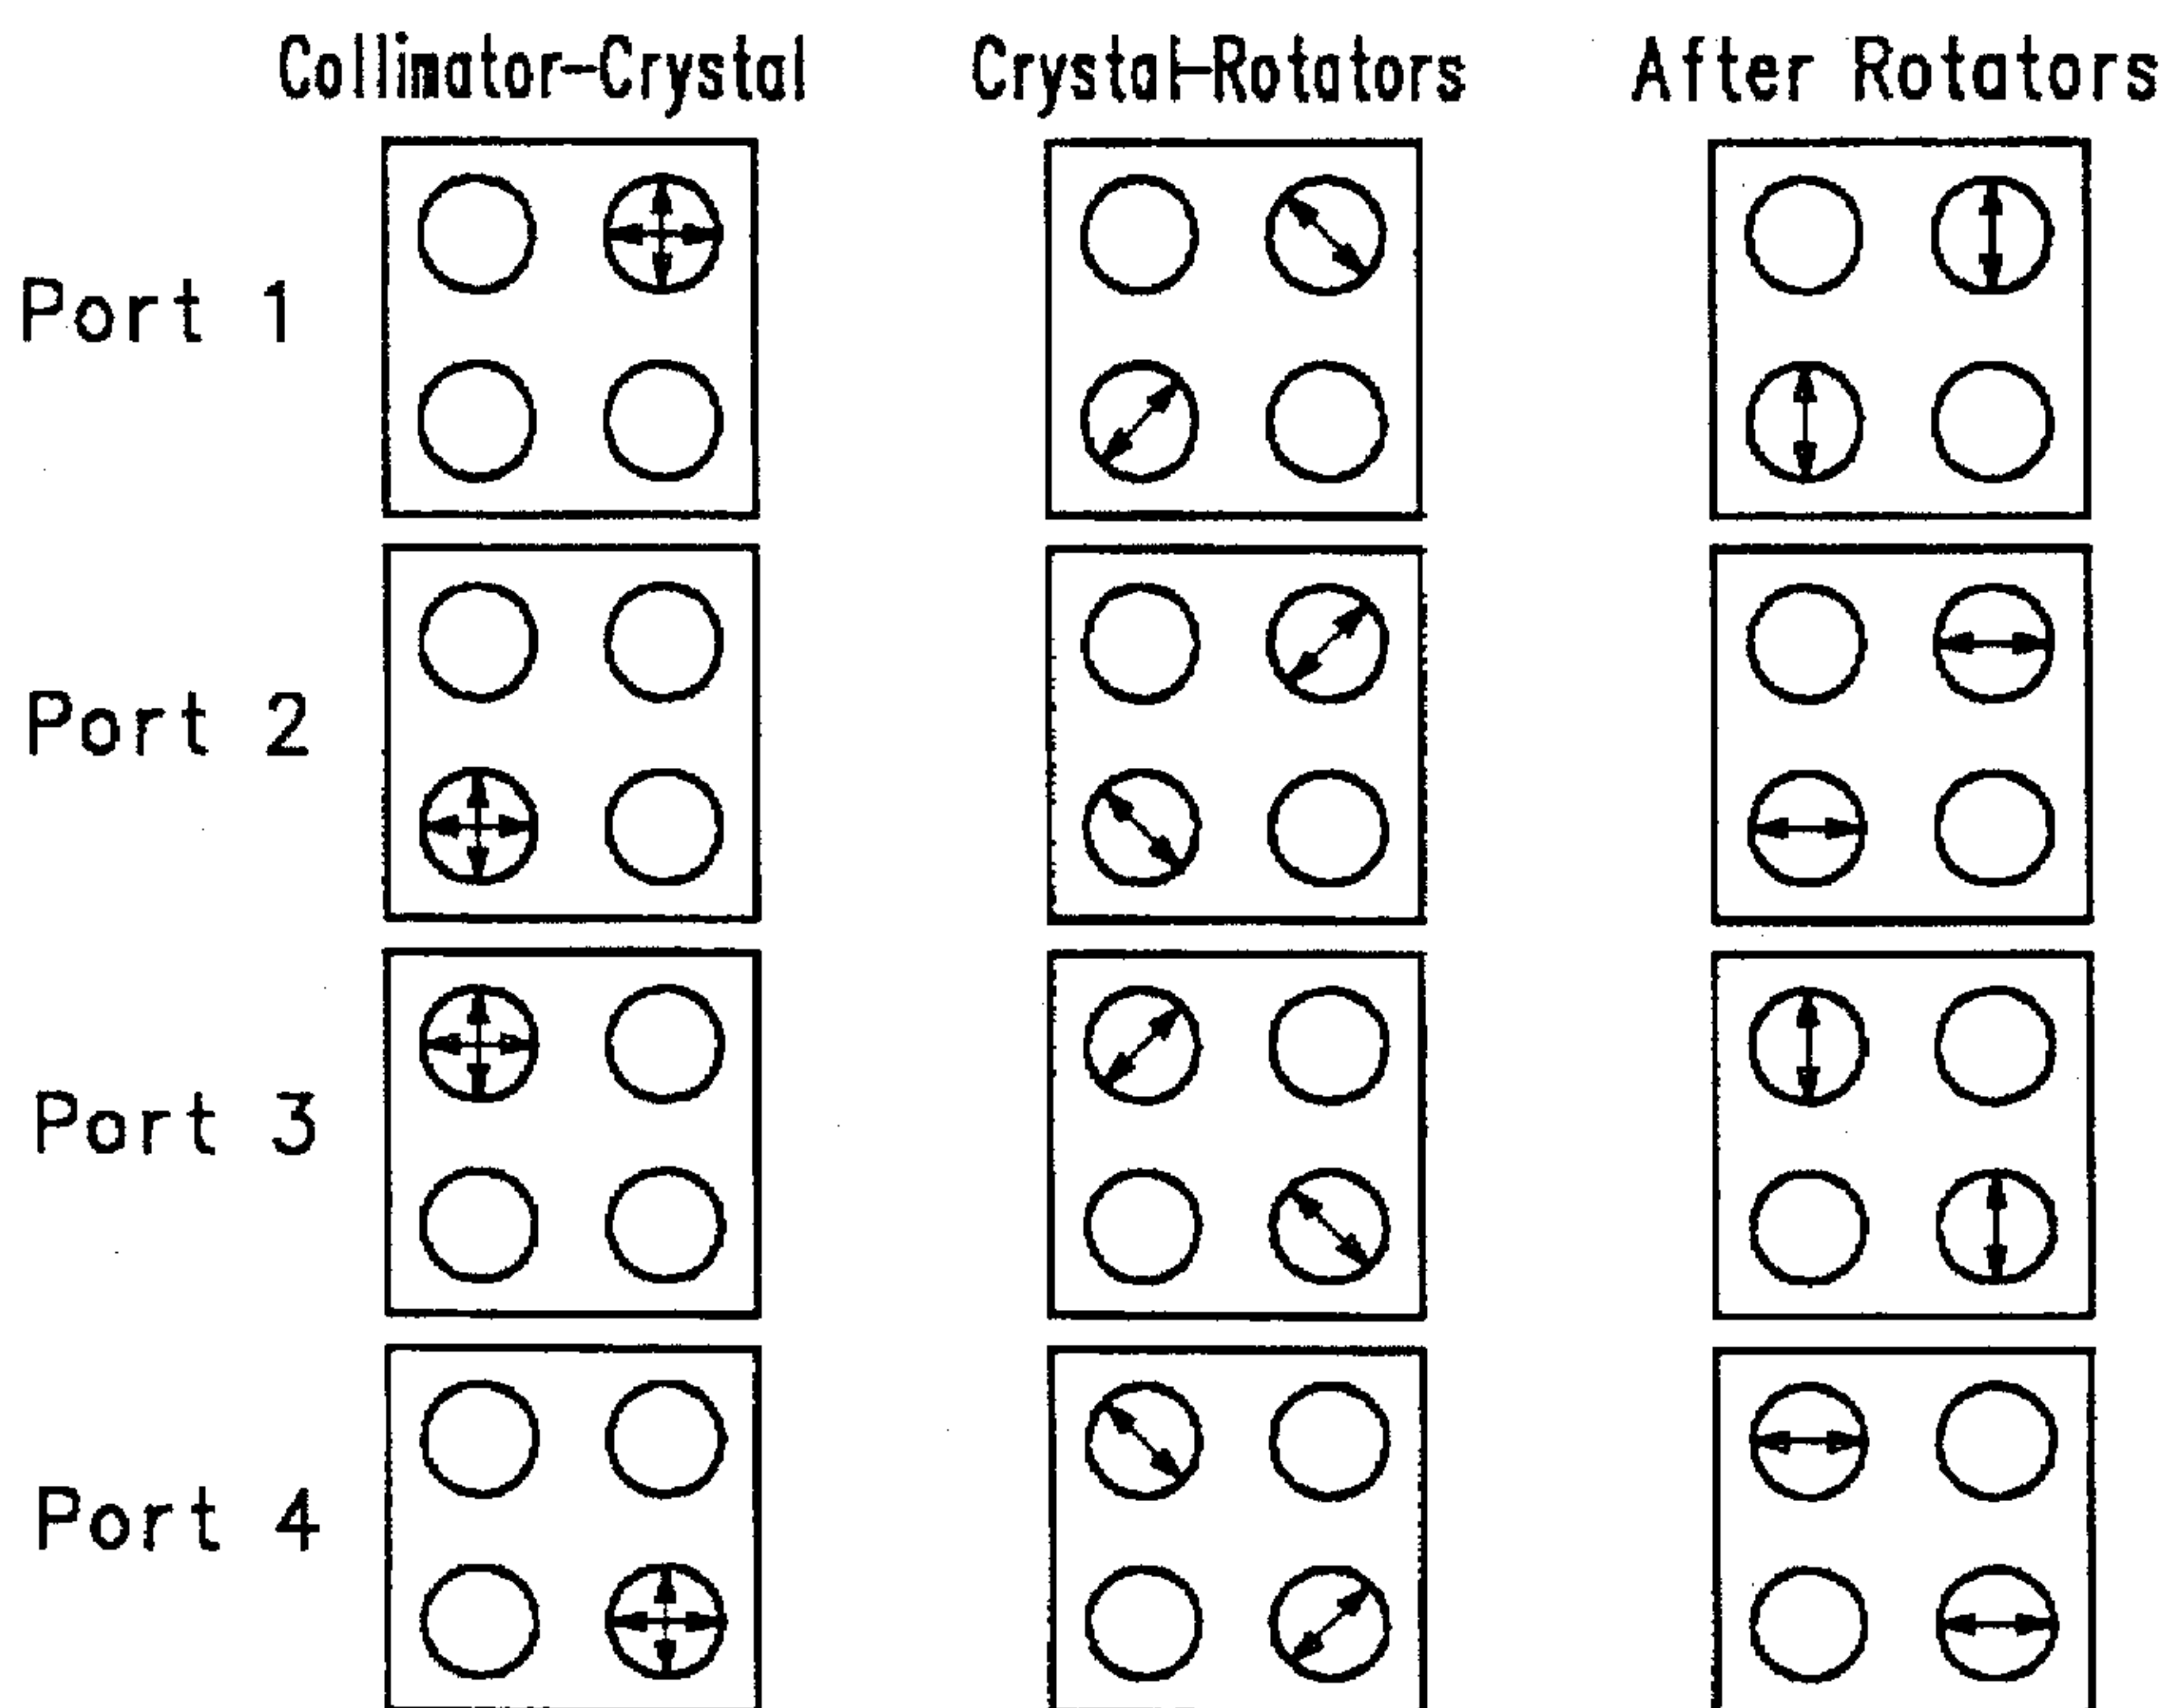 Collimator-Crystal Crystal-Rotators After Rotators
Port 1
Port 2
Port 3
Port 4